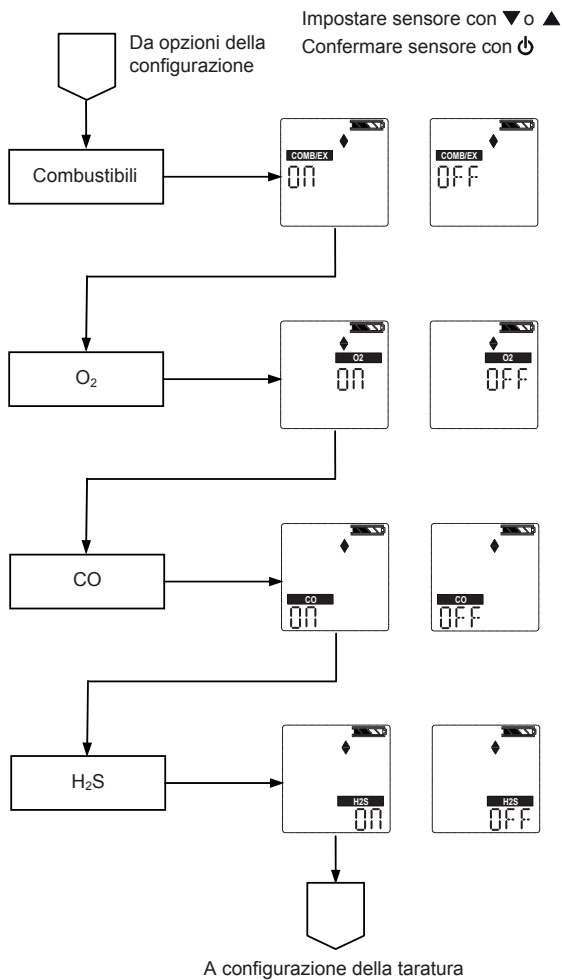 Impostare sensore con ▼ o ▲
Da opzioni della
configurazione
Confermare sensore con ⏻
Combustibili
COMB/EX
ON
COMB/EX
OFF
O₂
O2
ON
O2
OFF
CO
CO
ON
CO
OFF
H₂S
H2S
ON
H2S
OFF
A configurazione della taratura